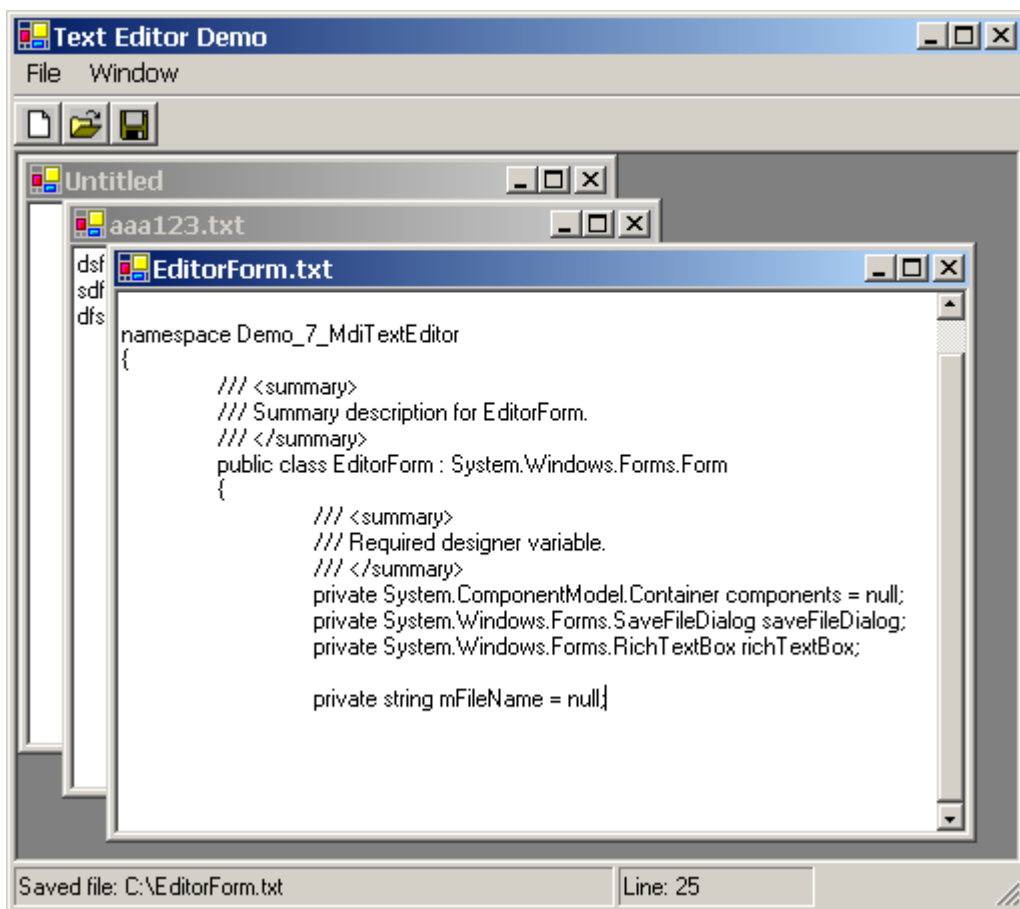 Text Editor Demo
File Window
Untitled
aaa123.txt
dsf
sdf
dfs
EditorForm.txt
namespace Demo_7_MdiTextEditor
{
/// <summary>
/// Summary description for EditorForm.
/// </summary>
public class EditorForm : System.Windows.Forms.Form
{
/// <summary>
/// Required designer variable.
/// </summary>
private System.ComponentModel.Container components = null;
private System.Windows.Forms.SaveFileDialog saveFileDialog;
private System.Windows.Forms.RichTextBox richTextBox;
private string mFileName = null;
Saved file: C:\EditorForm.txt
Line: 25